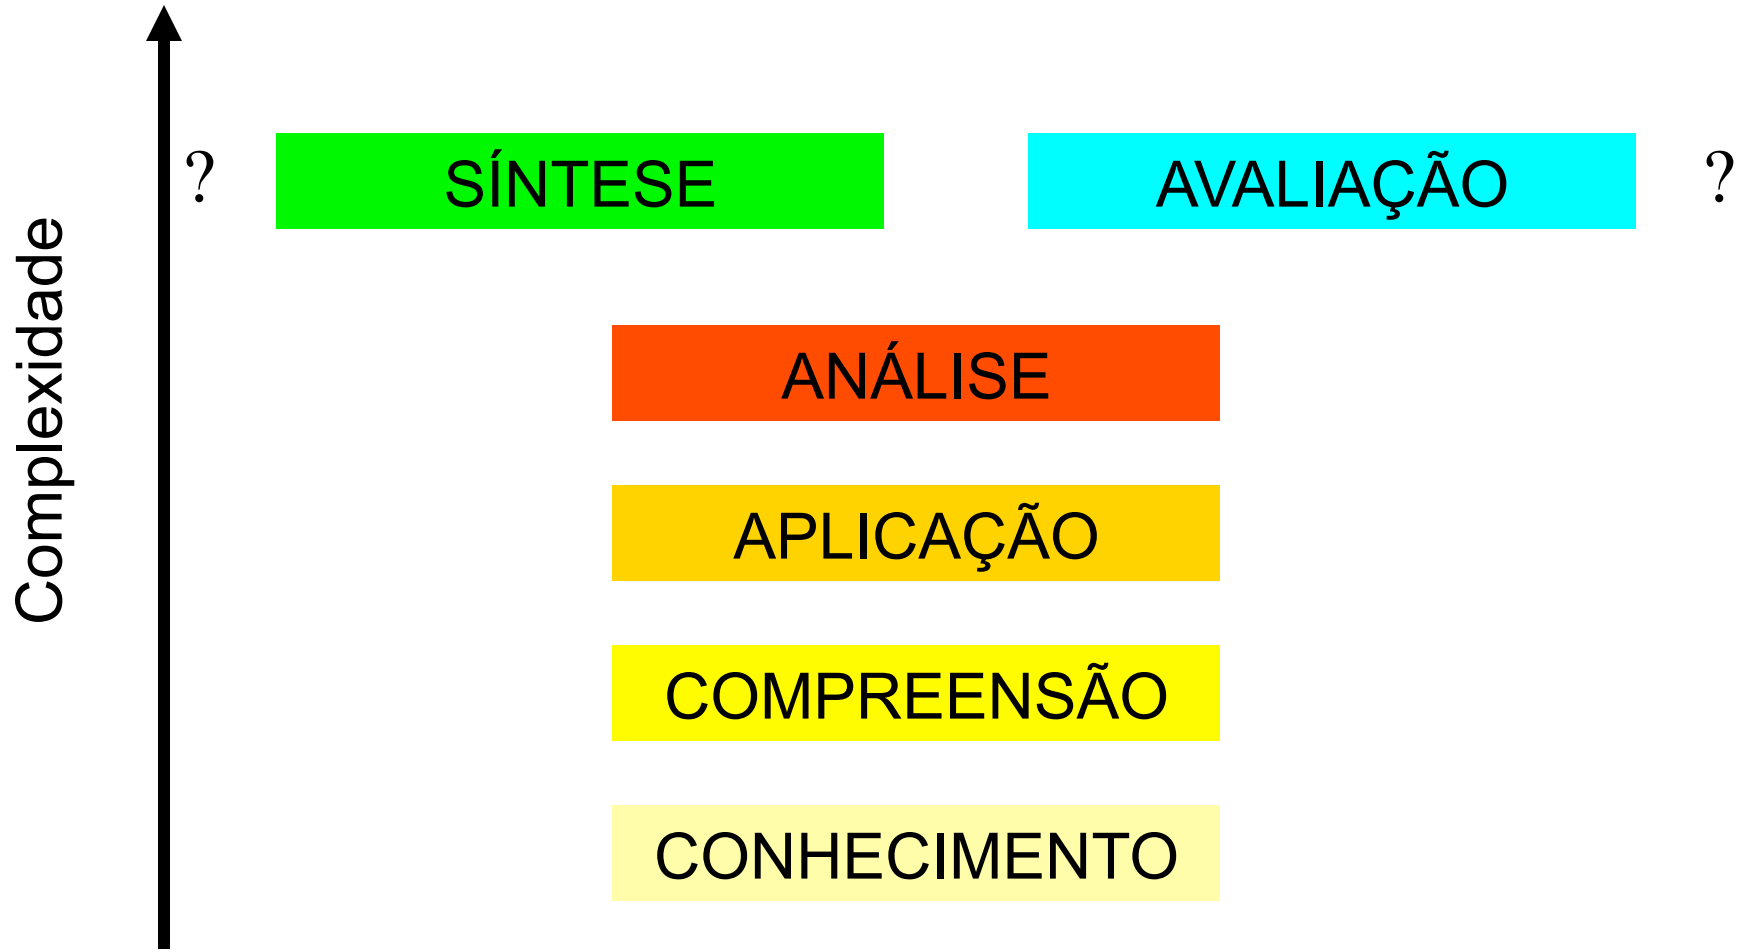 Complexidade
? SÍNTESE AVALIAÇÃO ?
ANÁLISE
APLICAÇÃO
COMPREENSÃO
CONHECIMENTO